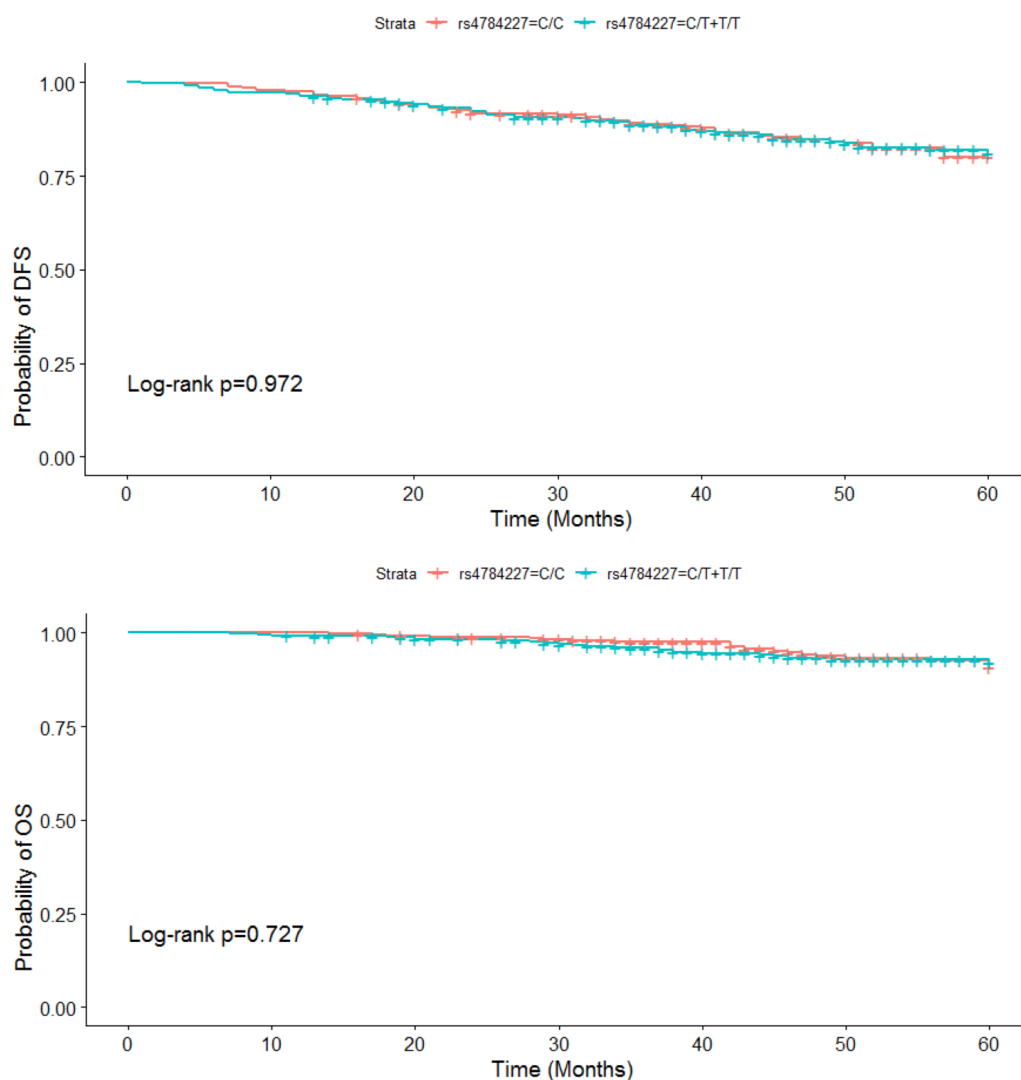 Strata rs4784227=C/C rs4784227=C/T+T/T
1.00
0.75
0.50
0.25
0.00
Probability of DFS
Log-rank p=0.972
0 10 20 30 40 50 60
Time (Months)
Strata rs4784227=C/C rs4784227=C/T+T/T
1.00
0.75
0.50
0.25
0.00
Probability of OS
Log-rank p=0.727
0 10 20 30 40 50 60
Time (Months)